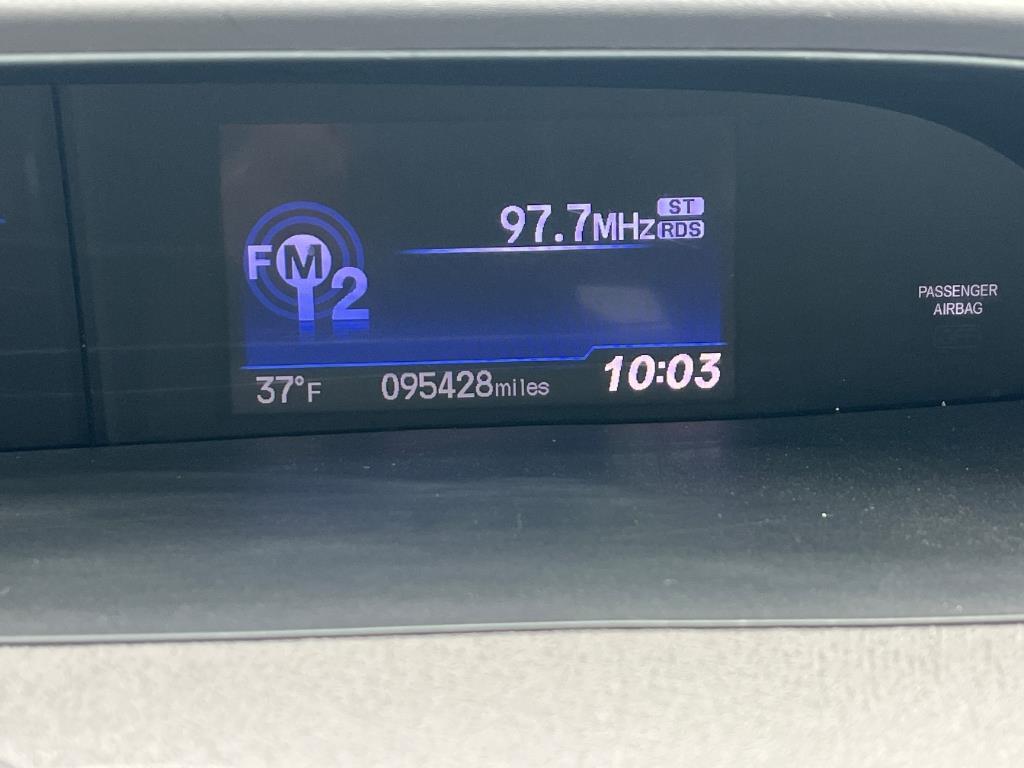 97.7MHz ST
RDS
FM2
PASSENGER
AIRBAG
37°F 095428miles 10:03